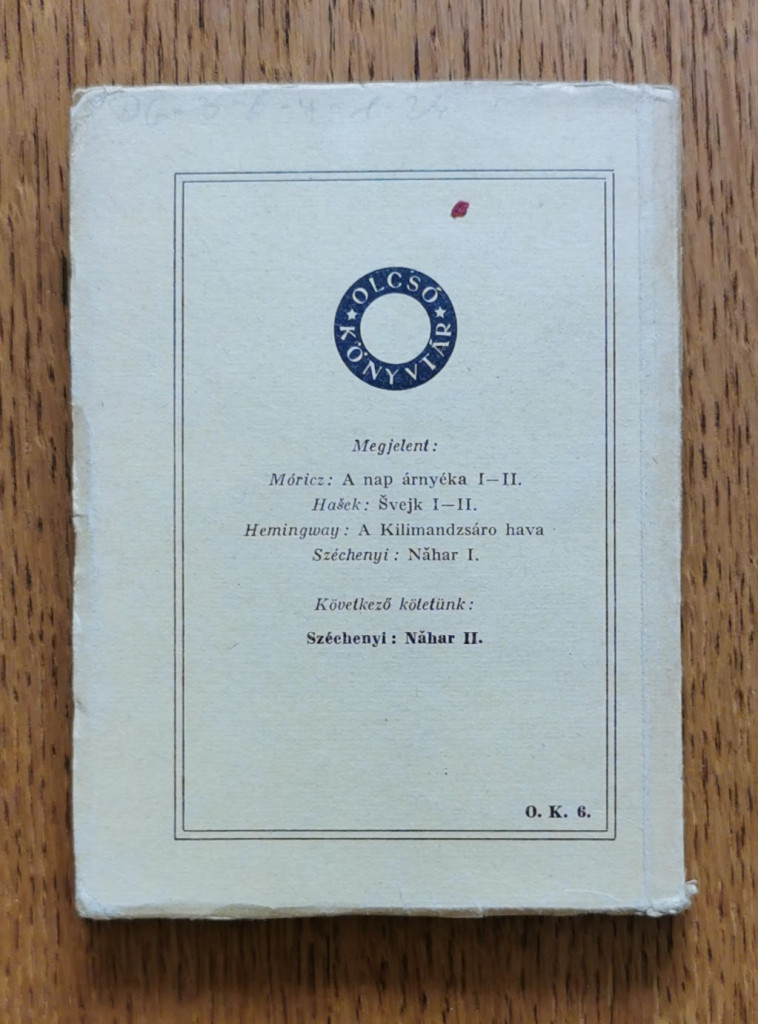 OLCSÓ
KÖNYVTÁR
Megjelent:
Móricz: A nap árnyéka I—II.
Hašek: Švejk I—II.
Hemingway: A Kilimandzsáro hava
Széchenyi: Năhar I.
Következő kötetünk:
Széchenyi: Năhar II.
O. K. 6.